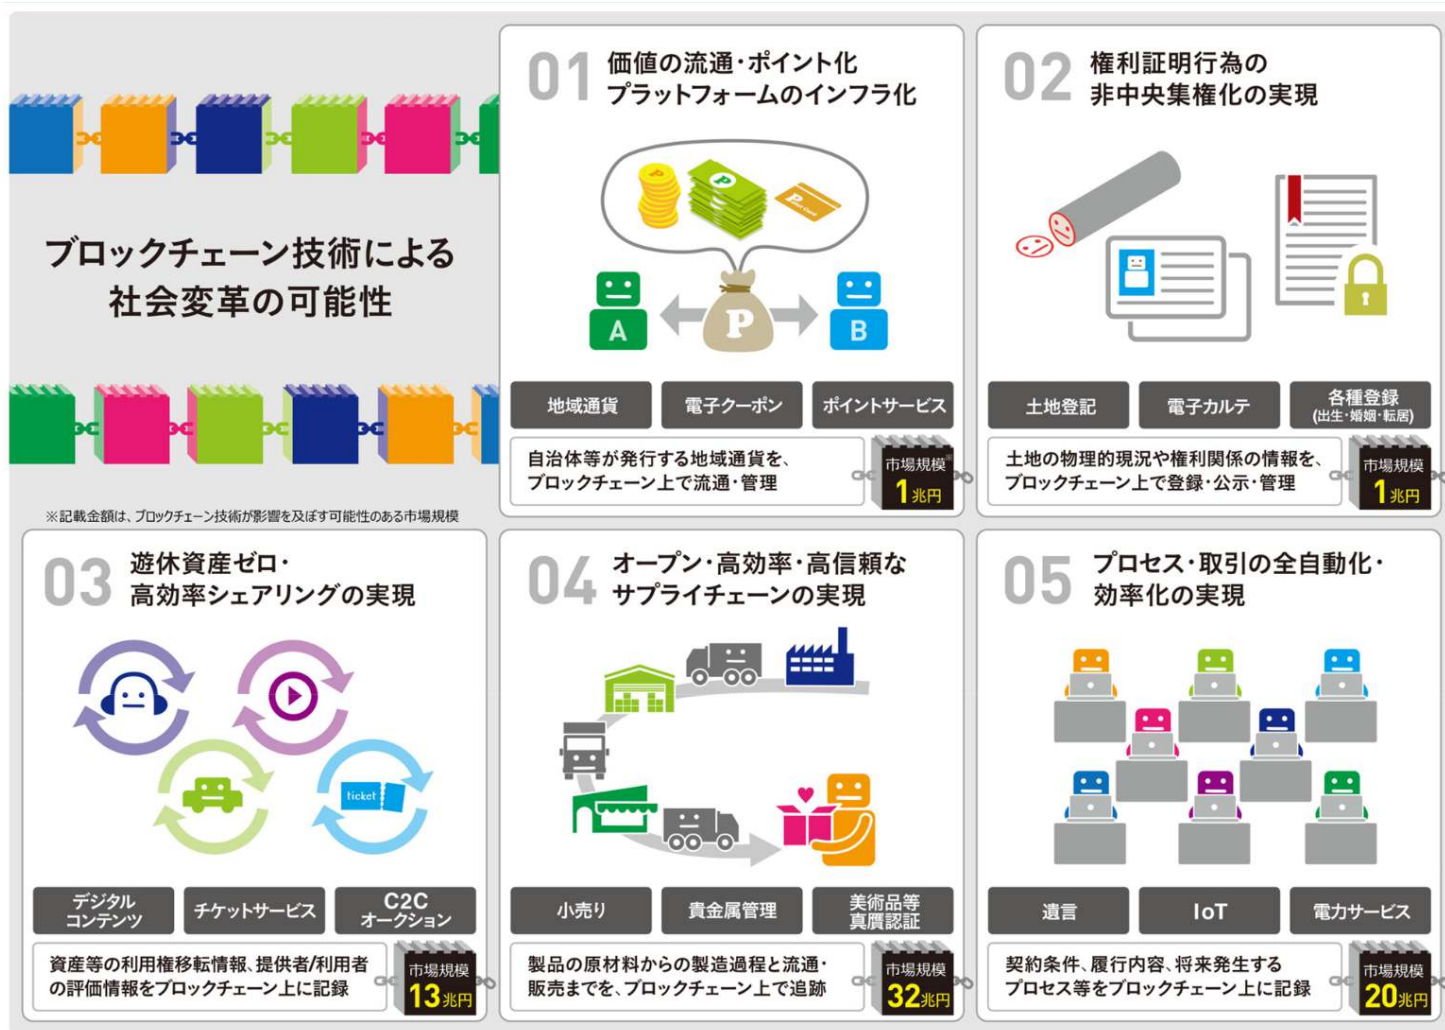 ブロックチェーン技術による
社会変革の可能性
※記載金額は、ブロックチェーン技術が影響を及ぼす可能性のある市場規模
01
価値の流通・ポイント化
プラットフォームのインフラ化
P
P
A
P
B
地域通貨
電子クーポン
ポイントサービス
自治体等が発行する地域通貨を、
ブロックチェーン上で流通・管理
市場規模※
1兆円
02
権利証明行為の
非中央集権化の実現
土地登記
電子カルテ
各種登録
(出生・婚姻・転居)
土地の物理的現況や権利関係の情報を、
ブロックチェーン上で登録・公示・管理
市場規模
1兆円
03
遊休資産ゼロ・
高効率シェアリングの実現
ticket
デジタル
コンテンツ
チケットサービス
C2C
オークション
資産等の利用権移転情報、提供者/利用者
の評価情報をブロックチェーン上に記録
市場規模
13兆円
04
オープン・高効率・高信頼な
サプライチェーンの実現
小売り
貴金属管理
美術品等
真贋認証
製品の原材料からの製造過程と流通・
販売までを、ブロックチェーン上で追跡
市場規模
32兆円
05
プロセス・取引の全自動化・
効率化の実現
遺言
IoT
電力サービス
契約条件、履行内容、将来発生する
プロセス等をブロックチェーン上に記録
市場規模
20兆円